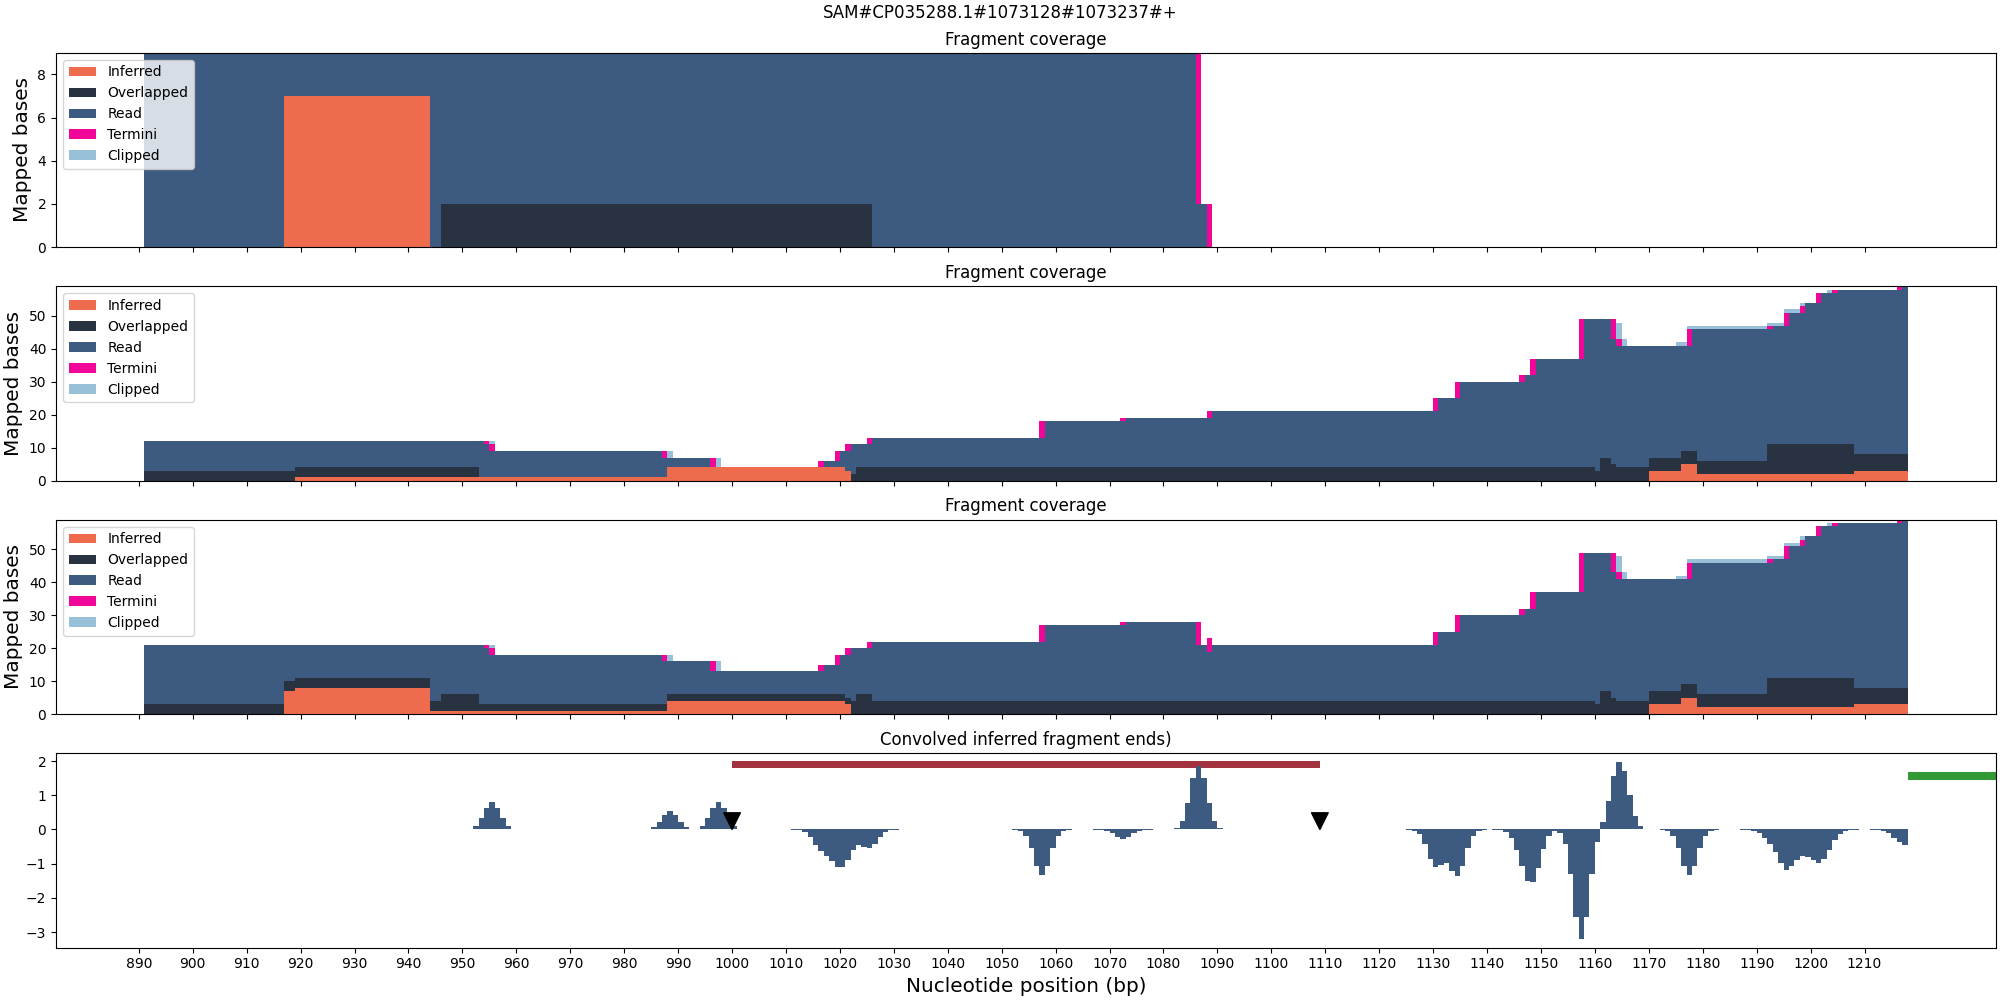 SAM#CP035288.1#1073128#1073237#+
Fragment coverage
Mapped bases
8
6
4
2
0
Inferred
Overlapped
Read
Termini
Clipped
Fragment coverage
Mapped bases
50
40
30
20
10
0
Inferred
Overlapped
Read
Termini
Clipped
Fragment coverage
Mapped bases
50
40
30
20
10
0
Inferred
Overlapped
Read
Termini
Clipped
Convolved inferred fragment ends)
2
1
0
−1
−2
−3
890 900 910 920 930 940 950 960 970 980 990 1000 1010 1020 1030 1040 1050 1060 1070 1080 1090 1100 1110 1120 1130 1140 1150 1160 1170 1180 1190 1200 1210
Nucleotide position (bp)